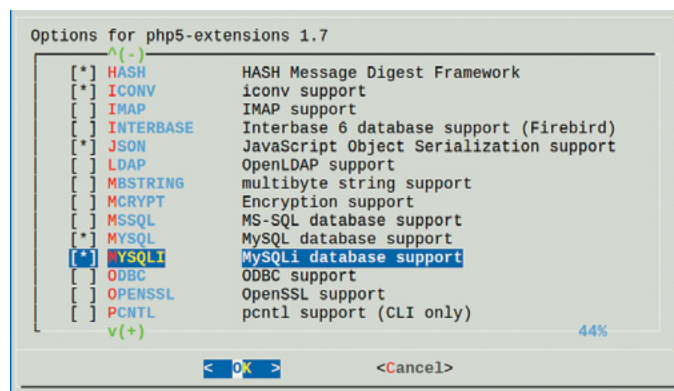 Options for php5-extensions 1.7
^(-)
[*] HASH HASH Message Digest Framework
[*] ICONV iconv support
[ ] IMAP IMAP support
[ ] INTERBASE Interbase 6 database support (Firebird)
[*] JSON JavaScript Object Serialization support
[ ] LDAP OpenLDAP support
[ ] MBSTRING multibyte string support
[ ] MCRYPT Encryption support
[ ] MSSQL MS-SQL database support
[*] MYSQL MySQL database support
[*] MYSQLI MySQLi database support
[ ] ODBC ODBC support
[ ] OPENSSL OpenSSL support
[ ] PCNTL pcntl support (CLI only)
v(+) 44%
< OK > <Cancel>